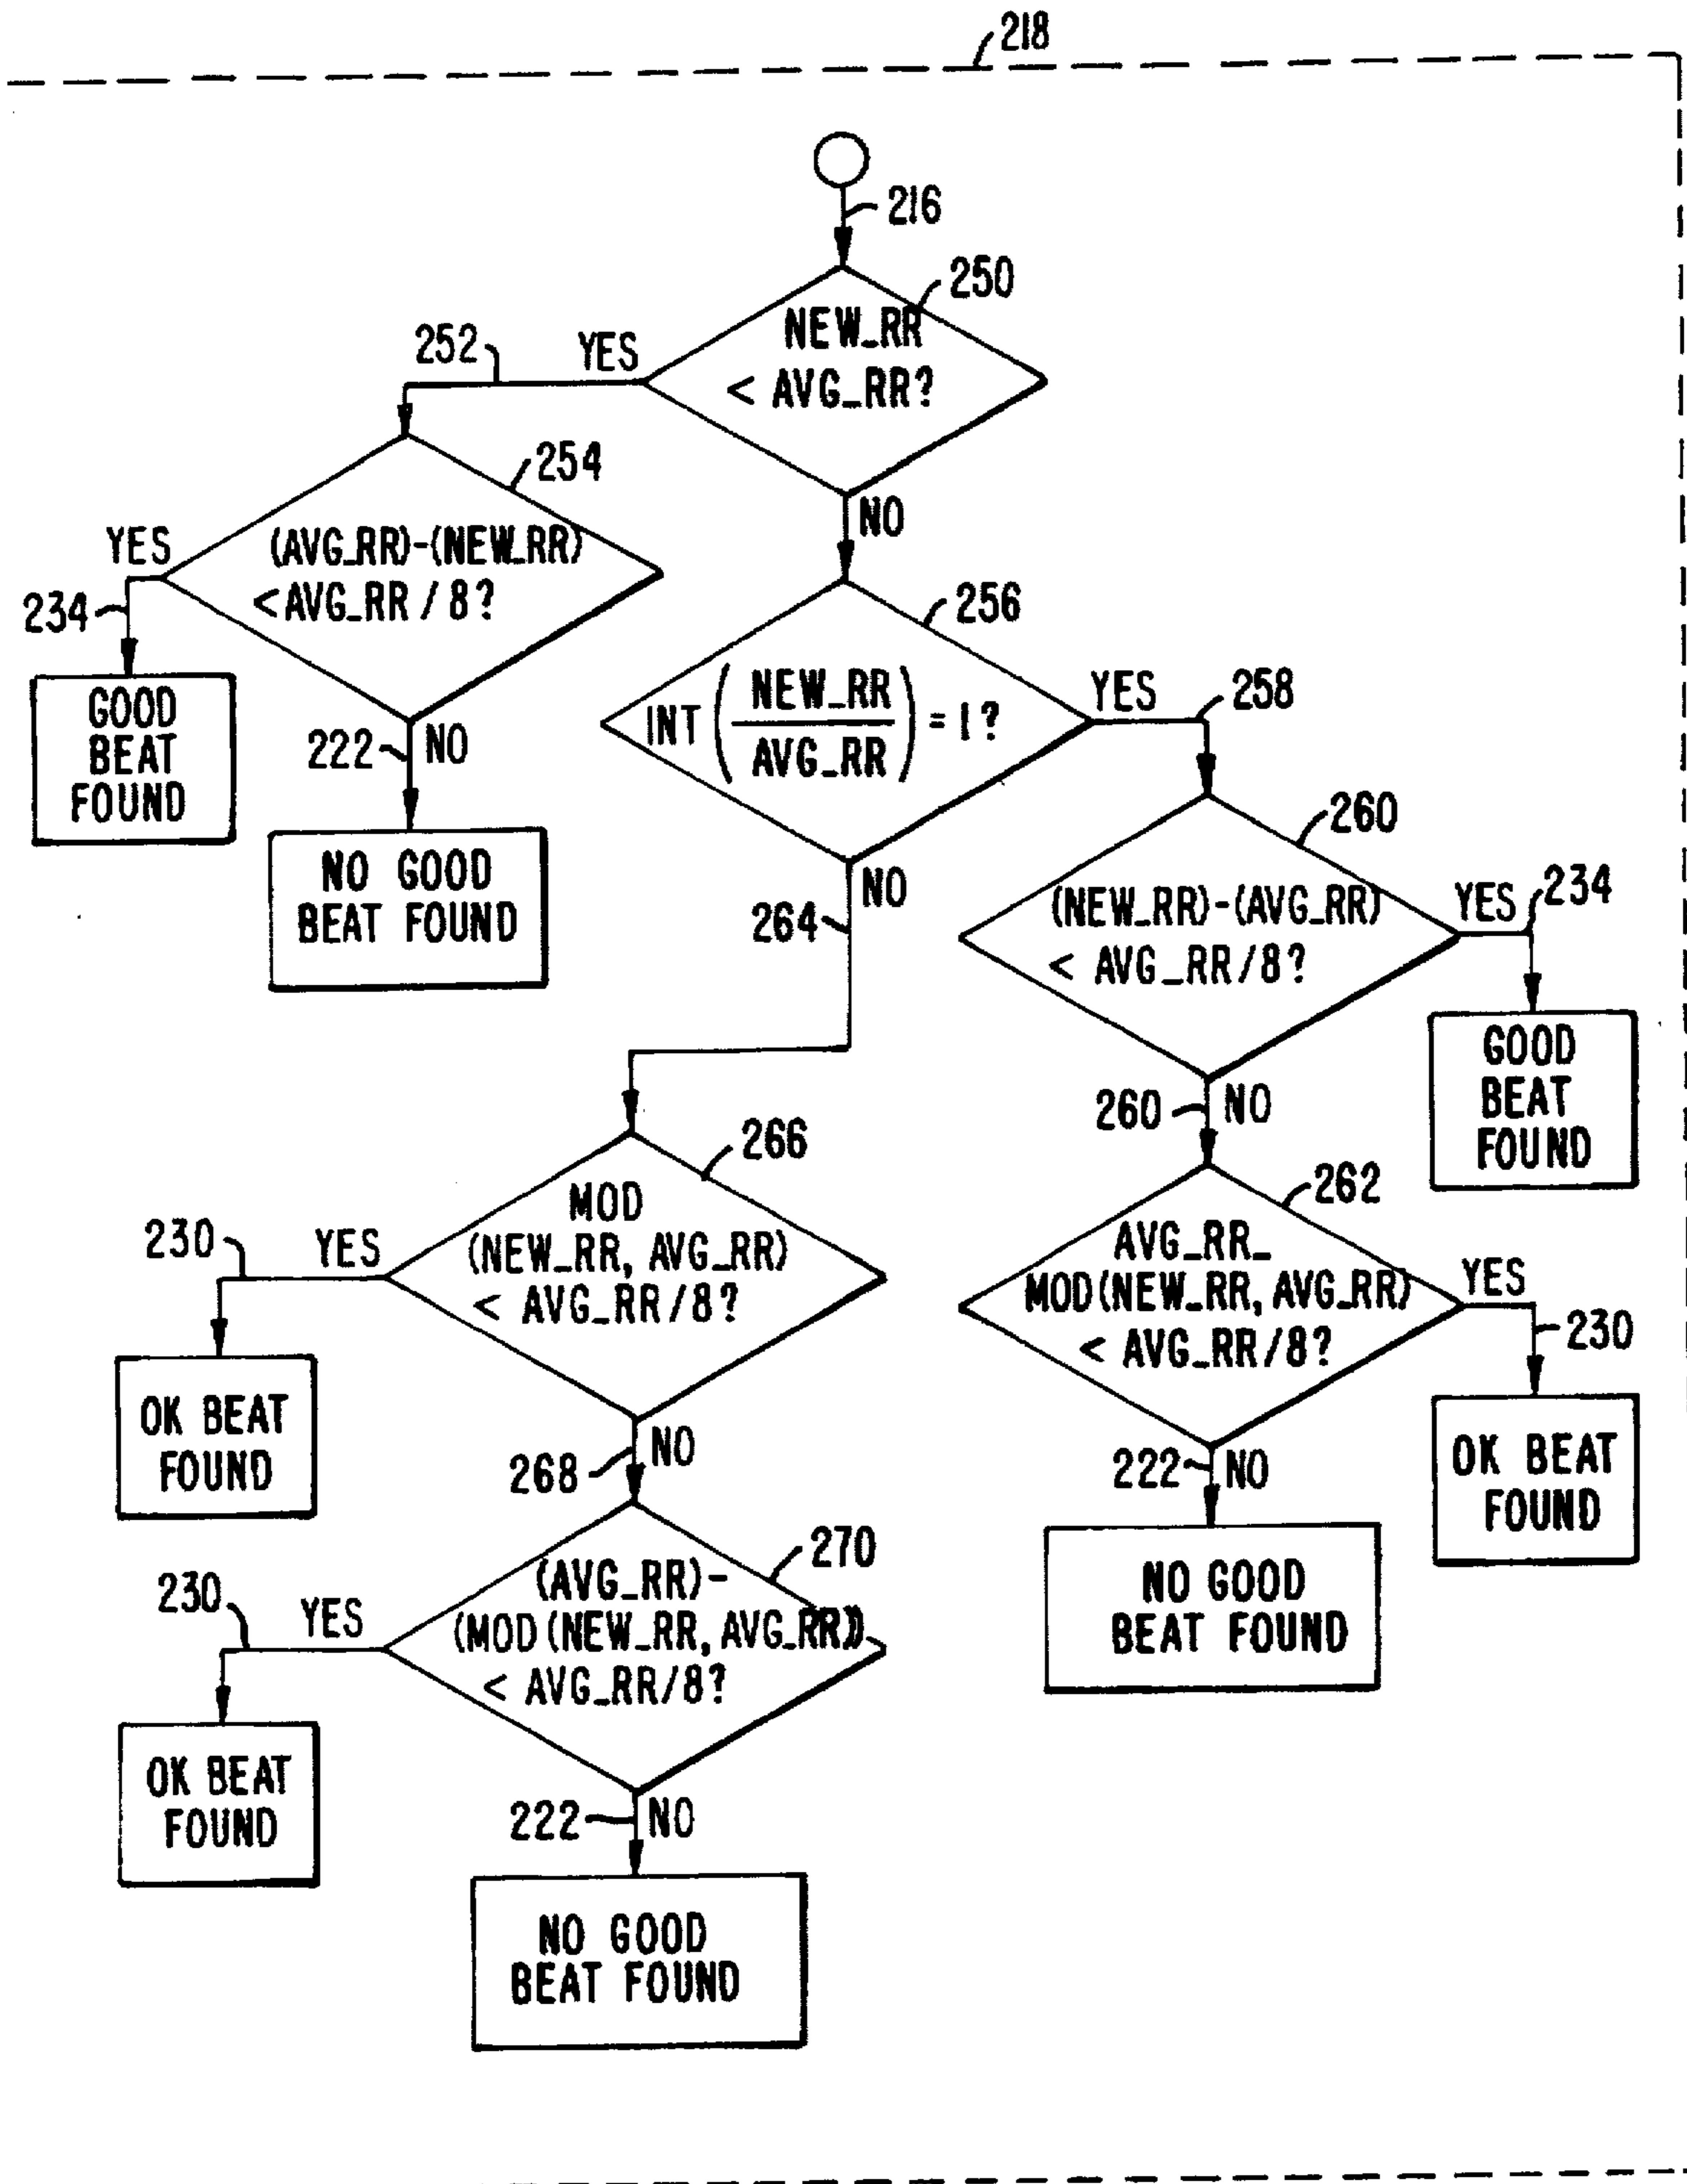 218
216
250
NEW_RR
< AVG_RR?
252
YES
NO
254
(AVG_RR)-(NEW_RR)
< AVG_RR / 8?
YES
234
GOOD
BEAT
FOUND
222
NO
NO GOOD
BEAT FOUND
256
INT ( NEW_RR
AVG_RR ) = 1?
YES
258
NO
264
260
(NEW_RR)-(AVG_RR)
< AVG_RR/8?
YES
234
GOOD
BEAT
FOUND
260
NO
262
AVG_RR_
MOD(NEW_RR, AVG_RR)
< AVG_RR/8?
YES
230
OK BEAT
FOUND
222
NO
NO GOOD
BEAT FOUND
266
MOD
(NEW_RR, AVG_RR)
< AVG_RR/8?
230
YES
OK BEAT
FOUND
268
NO
270
(AVG_RR)-
(MOD(NEW_RR, AVG_RR))
< AVG_RR/8?
230
YES
OK BEAT
FOUND
222
NO
NO GOOD
BEAT FOUND